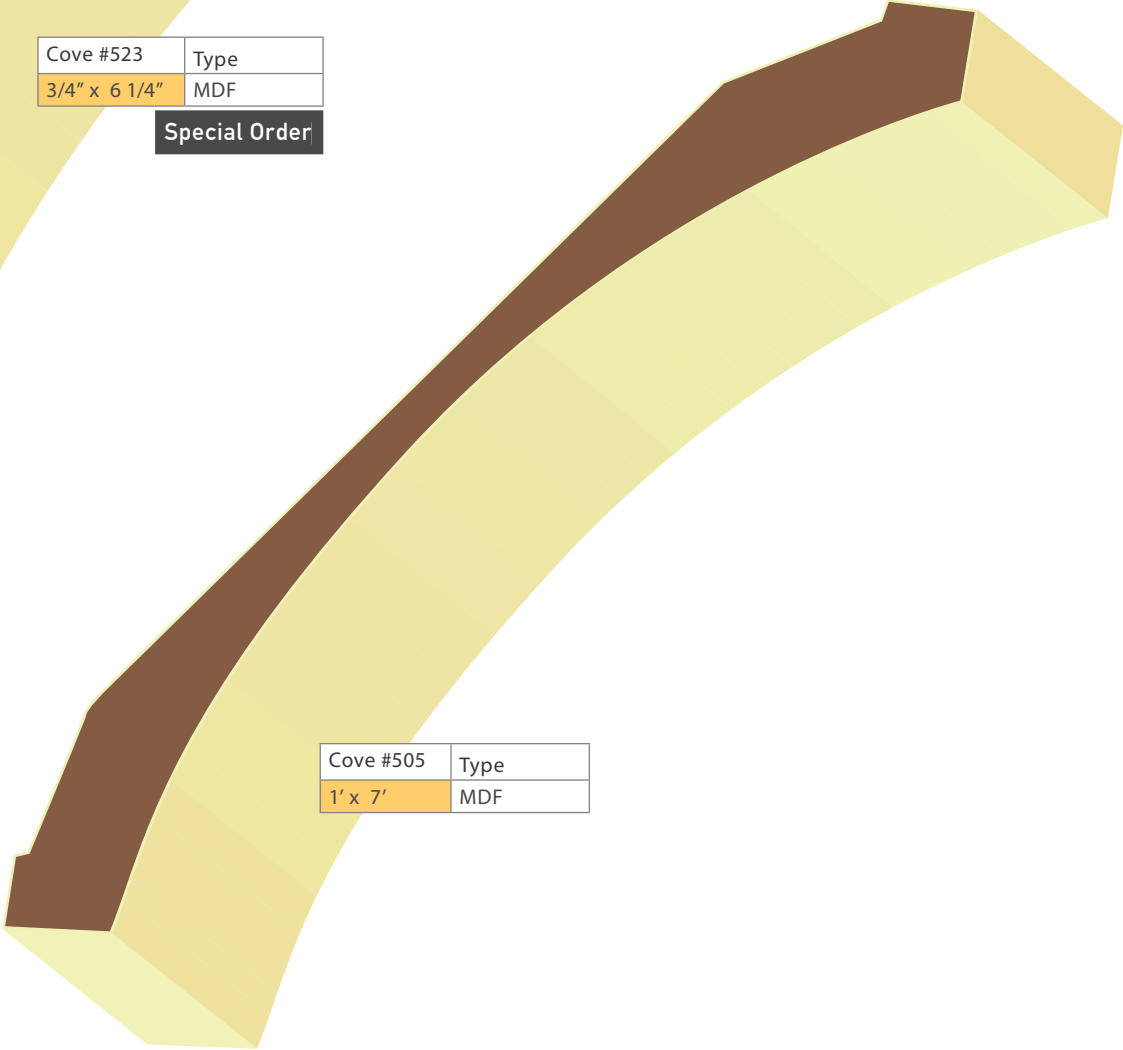 Cove #523 Type
3/4” x 6 1/4” MDF
Special Order
Cove #505 Type
1’ x 7’ MDF